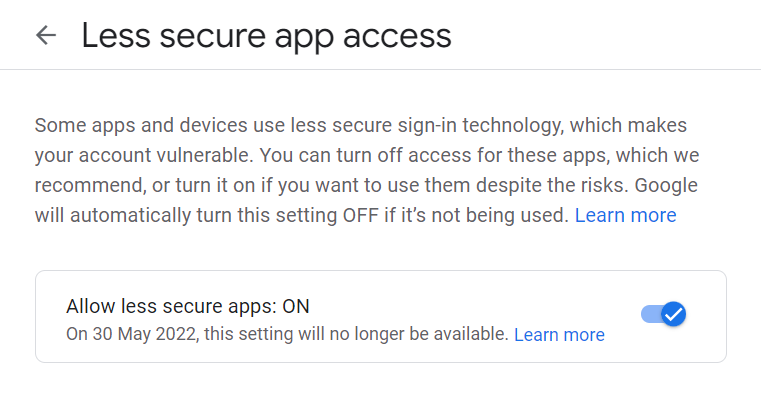 Less secure app access
Some apps and devices use less secure sign-in technology, which makes
your account vulnerable. You can turn off access for these apps, which we
recommend, or turn it on if you want to use them despite the risks. Google
will automatically turn this setting OFF if it’s not being used. Learn more
Allow less secure apps: ON
On 30 May 2022, this setting will no longer be available. Learn more